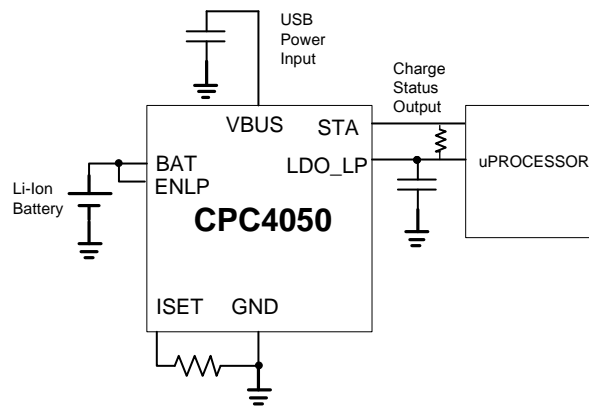 USB
Power
Input
Charge
Status
Output
VBUS
STA
BAT
LDO_LP
uPROCESSOR
ENLP
Li-Ion
Battery
CPC4050
ISET
GND